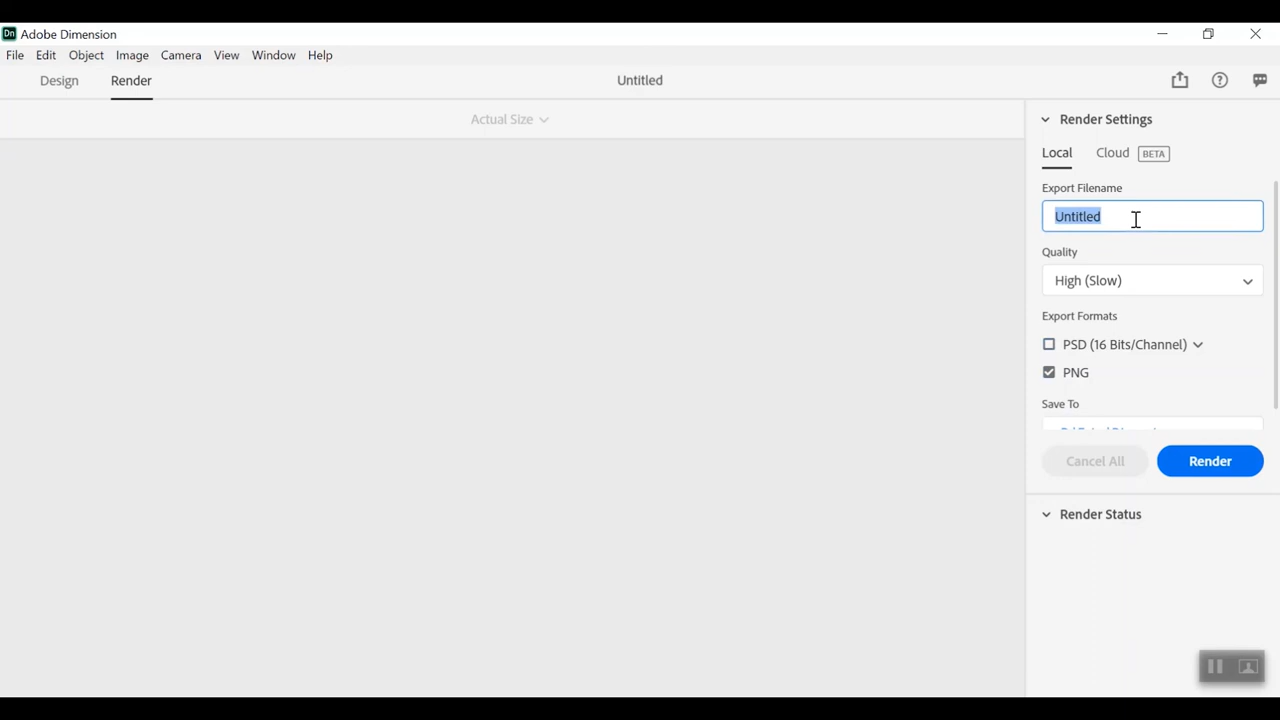 Dn Adobe Dimension
File Edit Object Image Camera View Window Help
Design Render Untitled
Actual Size
Render Settings
Local Cloud BETA
Export Filename
Untitled
Quality
High (Slow)
Export Formats
PSD (16 Bits/Channel)
PNG
Save To
Cancel All Render
Render Status